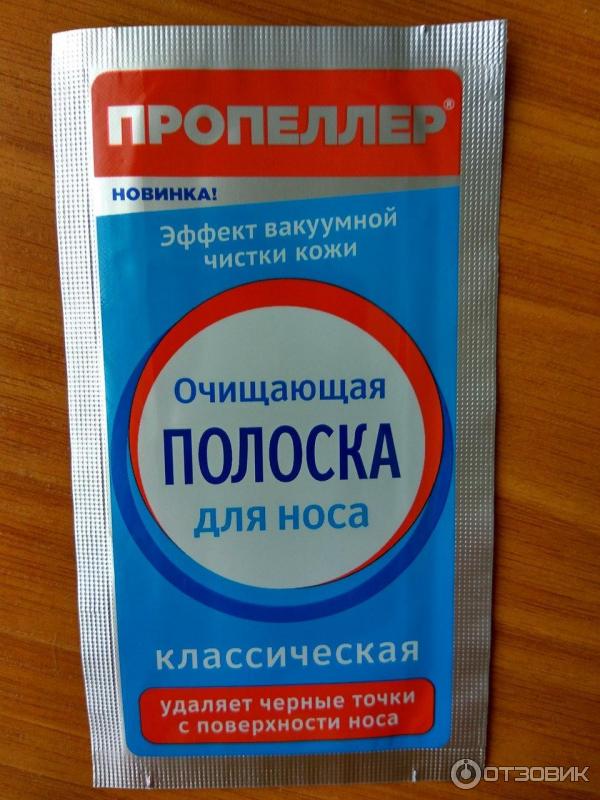 ПРОПЕЛЛЕР®
НОВИНКА!
Эффект вакуумной
чистки кожи
Очищающая
ПОЛОСКА
для носа
классическая
удаляет черные точки
с поверхности носа
ОТЗОВИК